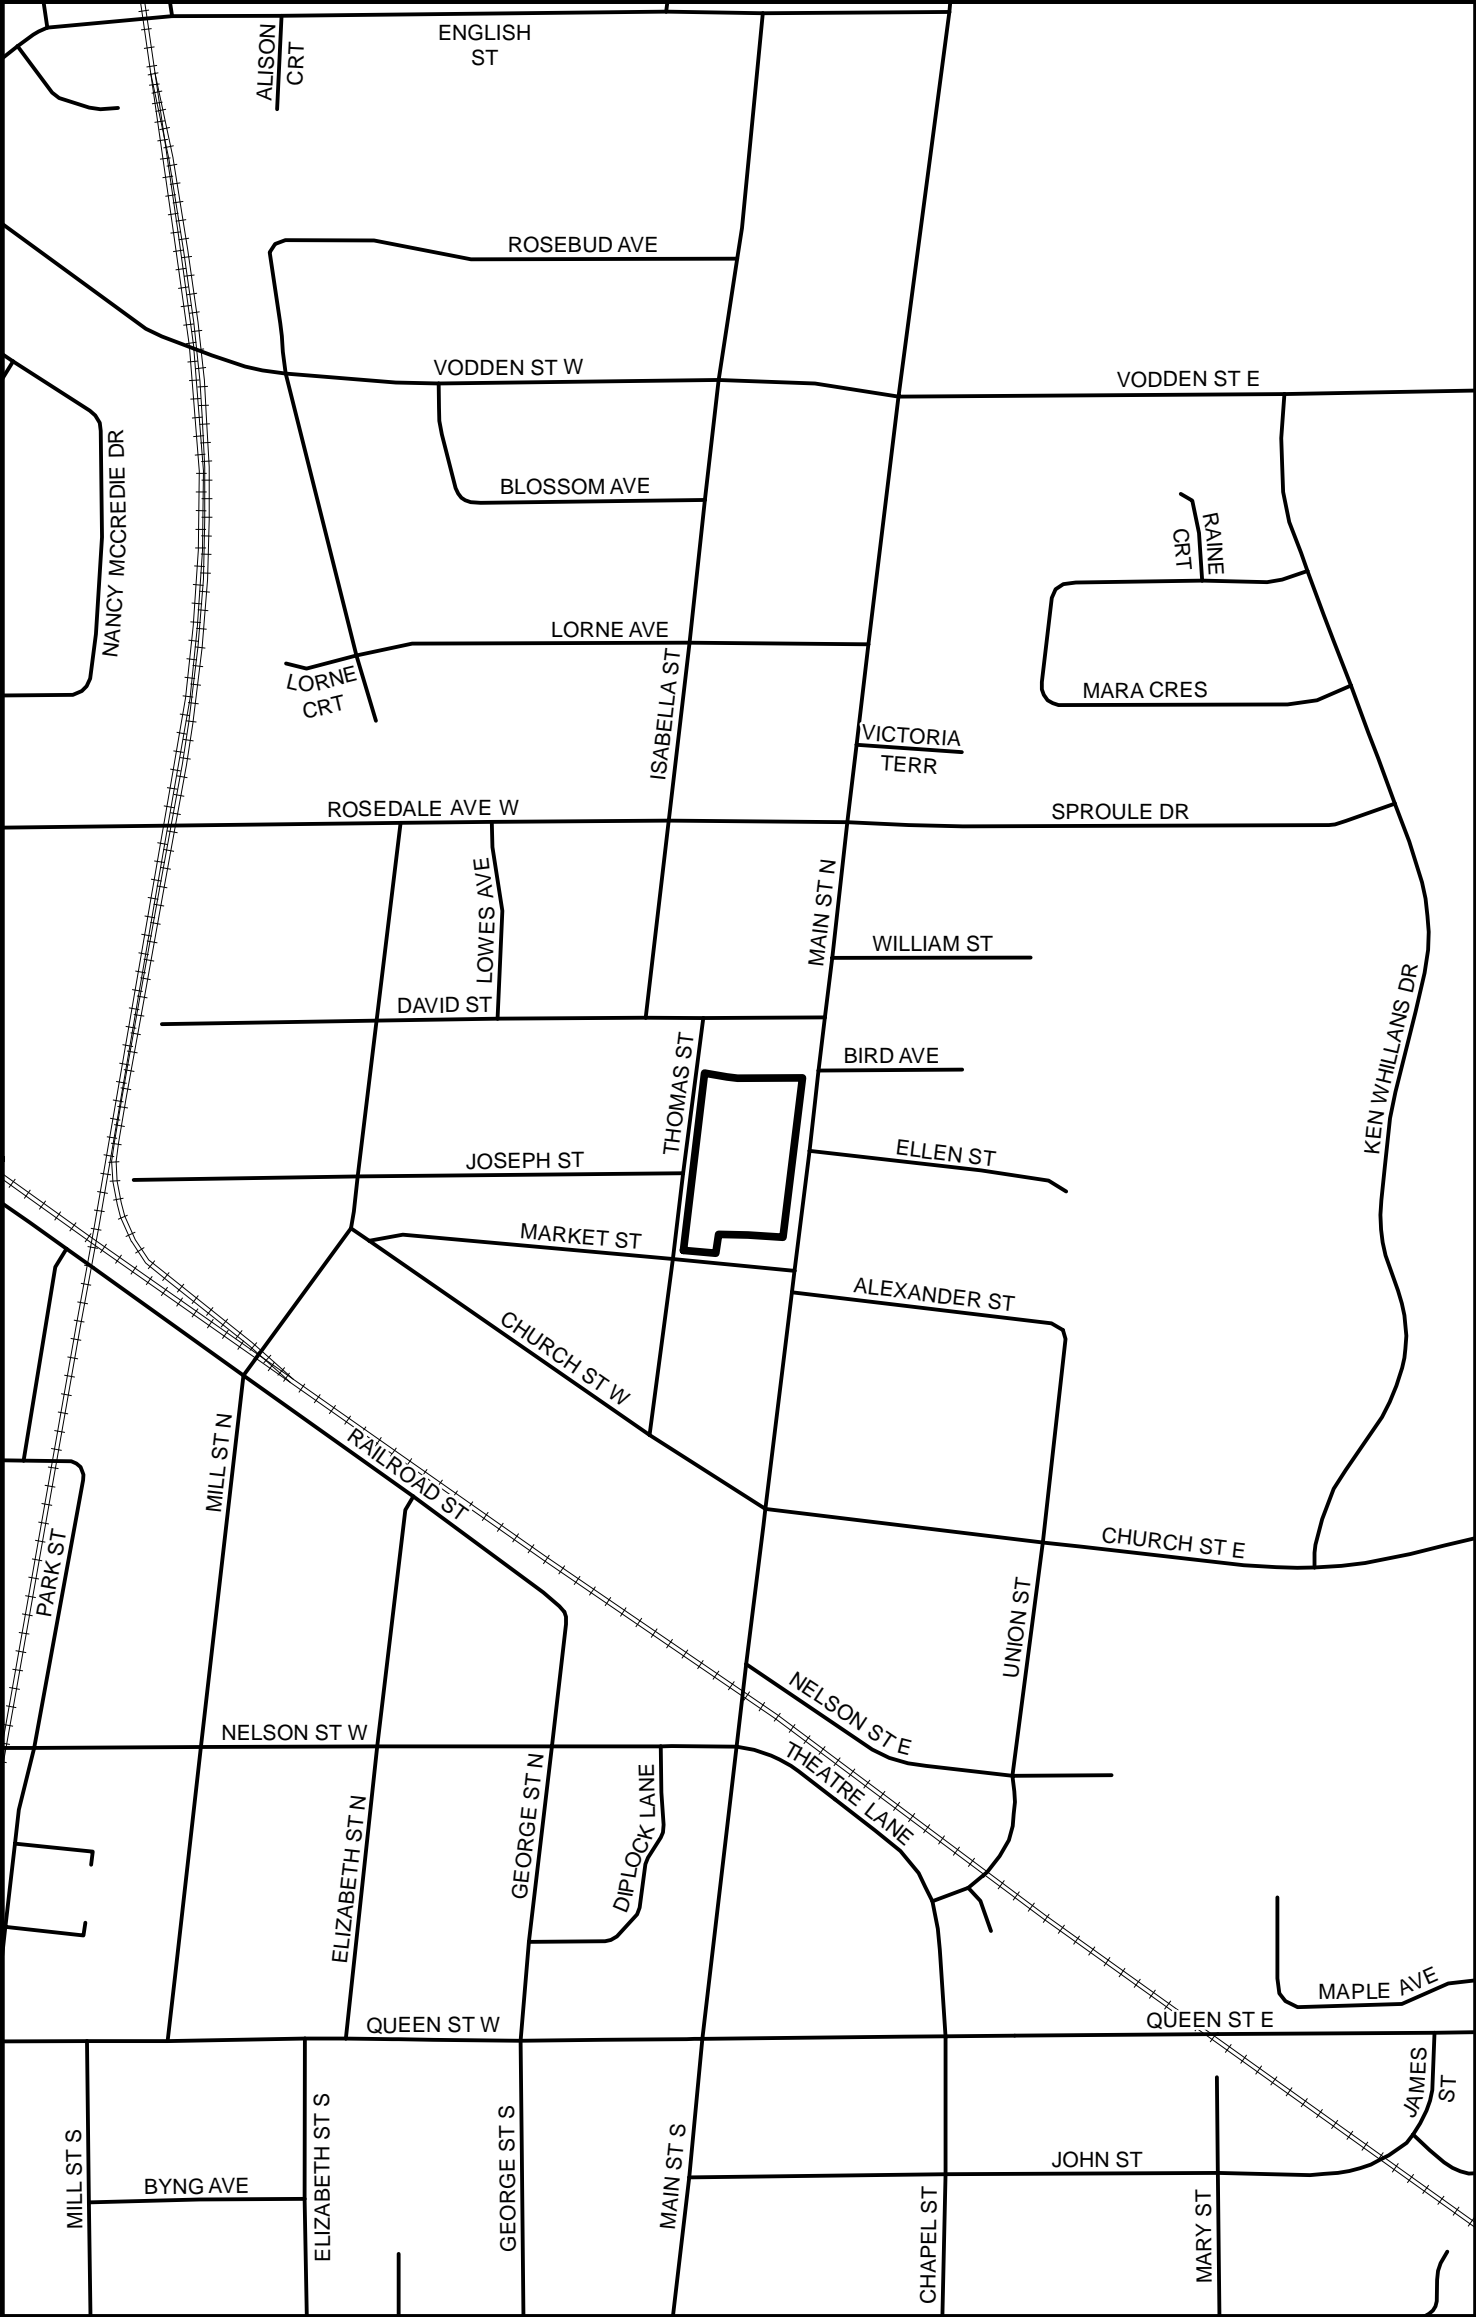 ENGLISH
ST
ALISON
CRT
ROSEBUD AVE
VODDEN ST W
VODDEN ST E
NANCY MCCREDIE DR
BLOSSOM AVE
RAINE
CRT
LORNE AVE
LORNE
CRT
ISABELLA ST
MARA CRES
VICTORIA
TERR
ROSEDALE AVE W
SPROULE DR
LOWES AVE
MAIN ST N
WILLIAM ST
DAVID ST
KEN WHILLANS DR
THOMAS ST
BIRD AVE
JOSEPH ST
ELLEN ST
MARKET ST
ALEXANDER ST
CHURCH ST W
MILL ST N
RAILROAD ST
PARK ST
CHURCH ST E
UNION ST
NELSON ST E
NELSON ST W
THEATRE LANE
GEORGE ST N
DIPLOCK LANE
ELIZABETH ST N
MAPLE AVE
QUEEN ST W
QUEEN ST E
JAMES
ST
MILL ST S
BYNG AVE
ELIZABETH ST S
GEORGE ST S
MAIN ST S
JOHN ST
CHAPEL ST
MARY ST